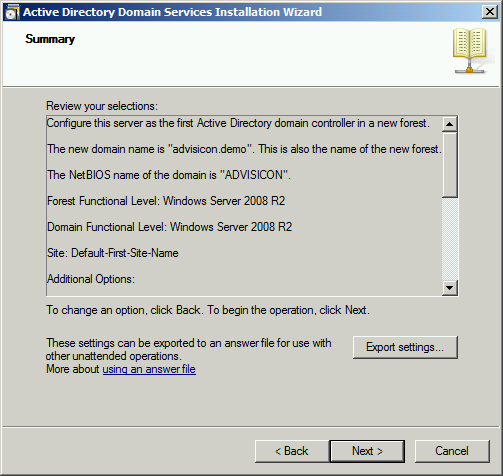 Active Directory Domain Services Installation Wizard
Summary
Review your selections:
Configure this server as the first Active Directory domain controller in a new forest.
The new domain name is "advisicon.demo". This is also the name of the new forest.
The NetBIOS name of the domain is "ADVISICON".
Forest Functional Level: Windows Server 2008 R2
Domain Functional Level: Windows Server 2008 R2
Site: Default-First-Site-Name
Additional Options:
To change an option, click Back. To begin the operation, click Next.
These settings can be exported to an answer file for use with
other unattended operations.
More about using an answer file
Export settings...
< Back
Next >
Cancel